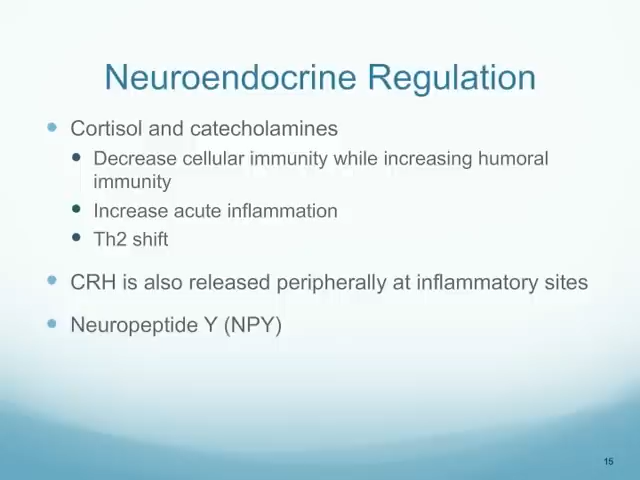 Neuroendocrine Regulation
Cortisol and catecholamines
Decrease cellular immunity while increasing humoral
immunity
Increase acute inflammation
Th2 shift
CRH is also released peripherally at inflammatory sites
Neuropeptide Y (NPY)
15